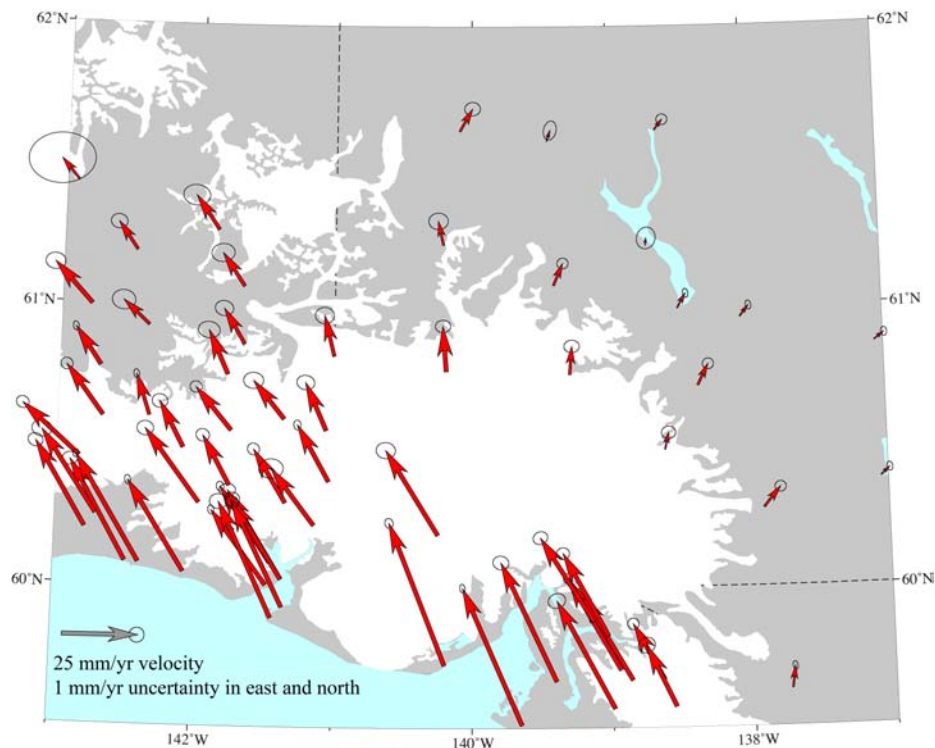 62°N 62°N
61°N 61°N
60°N 60°N
25 mm/yr velocity
1 mm/yr uncertainty in east and north
142°W 140°W 138°W